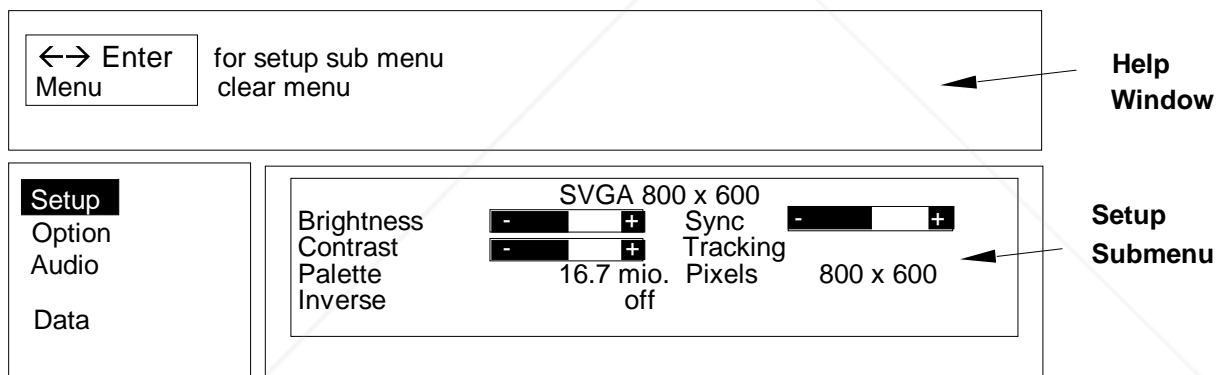 ←→ Enter for setup sub menu
Menu clear menu
Help
Window
Setup
Option
Audio
Data
SVGA 800 x 600
Brightness - + Sync - +
Contrast - + Tracking
Palette 16.7 mio. Pixels 800 x 600
Inverse off
Setup
Submenu